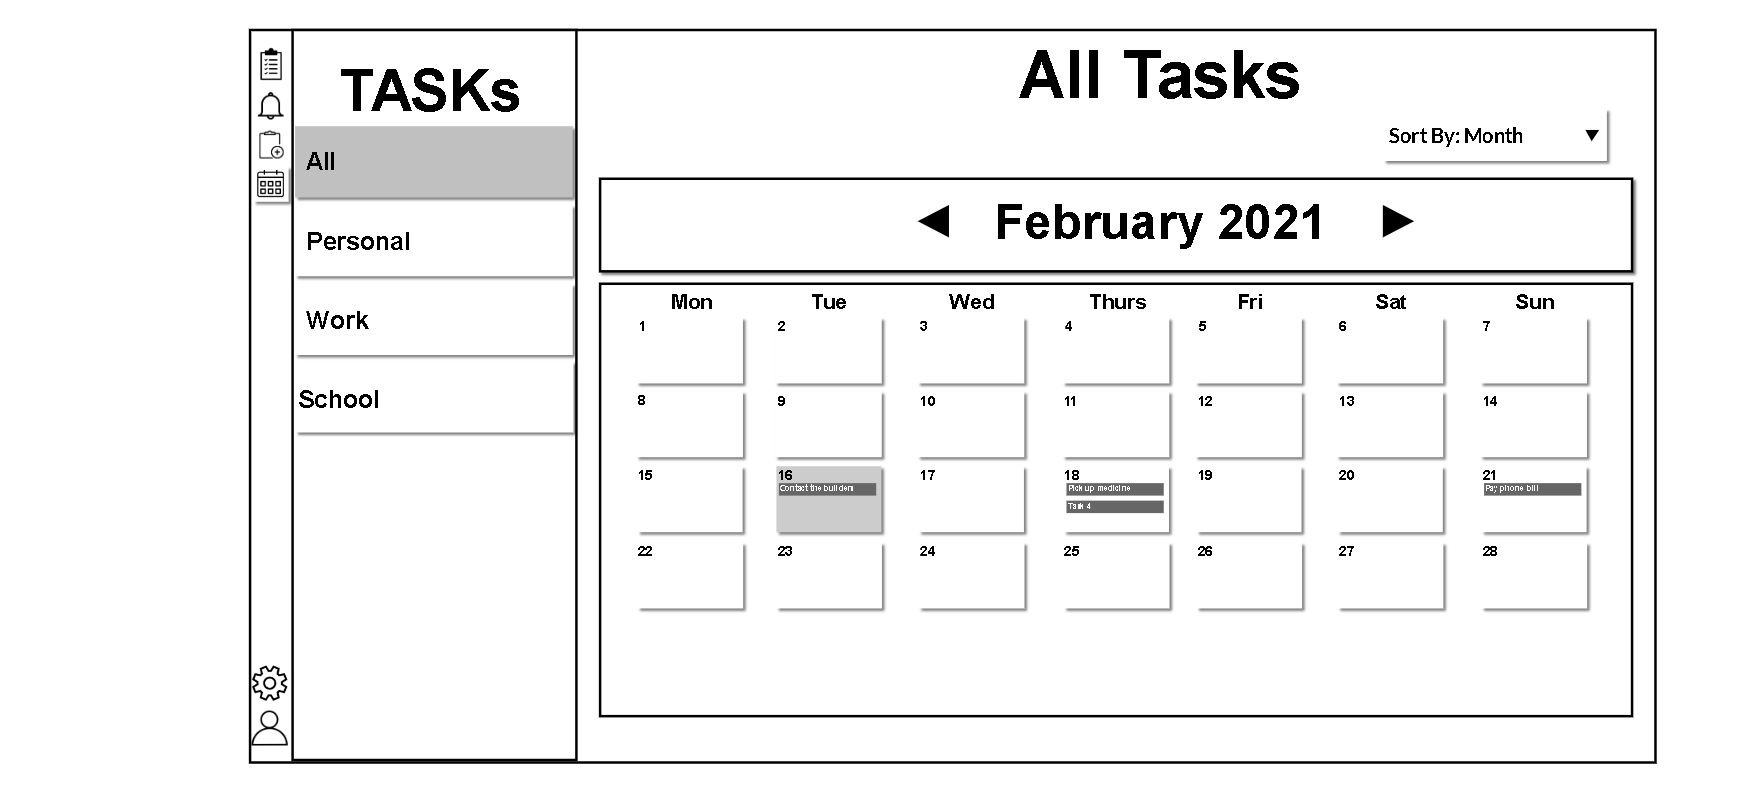 TASKs
All
Personal
Work
School
All Tasks
Sort By: Month
February 2021
Mon Tue Wed Thurs Fri Sat Sun
1 2 3 4 5 6 7
8 9 10 11 12 13 14
15 16 17 18 19 20 21
Contact the builders Pick up medicine Pay phone bill
Task 4
22 23 24 25 26 27 28